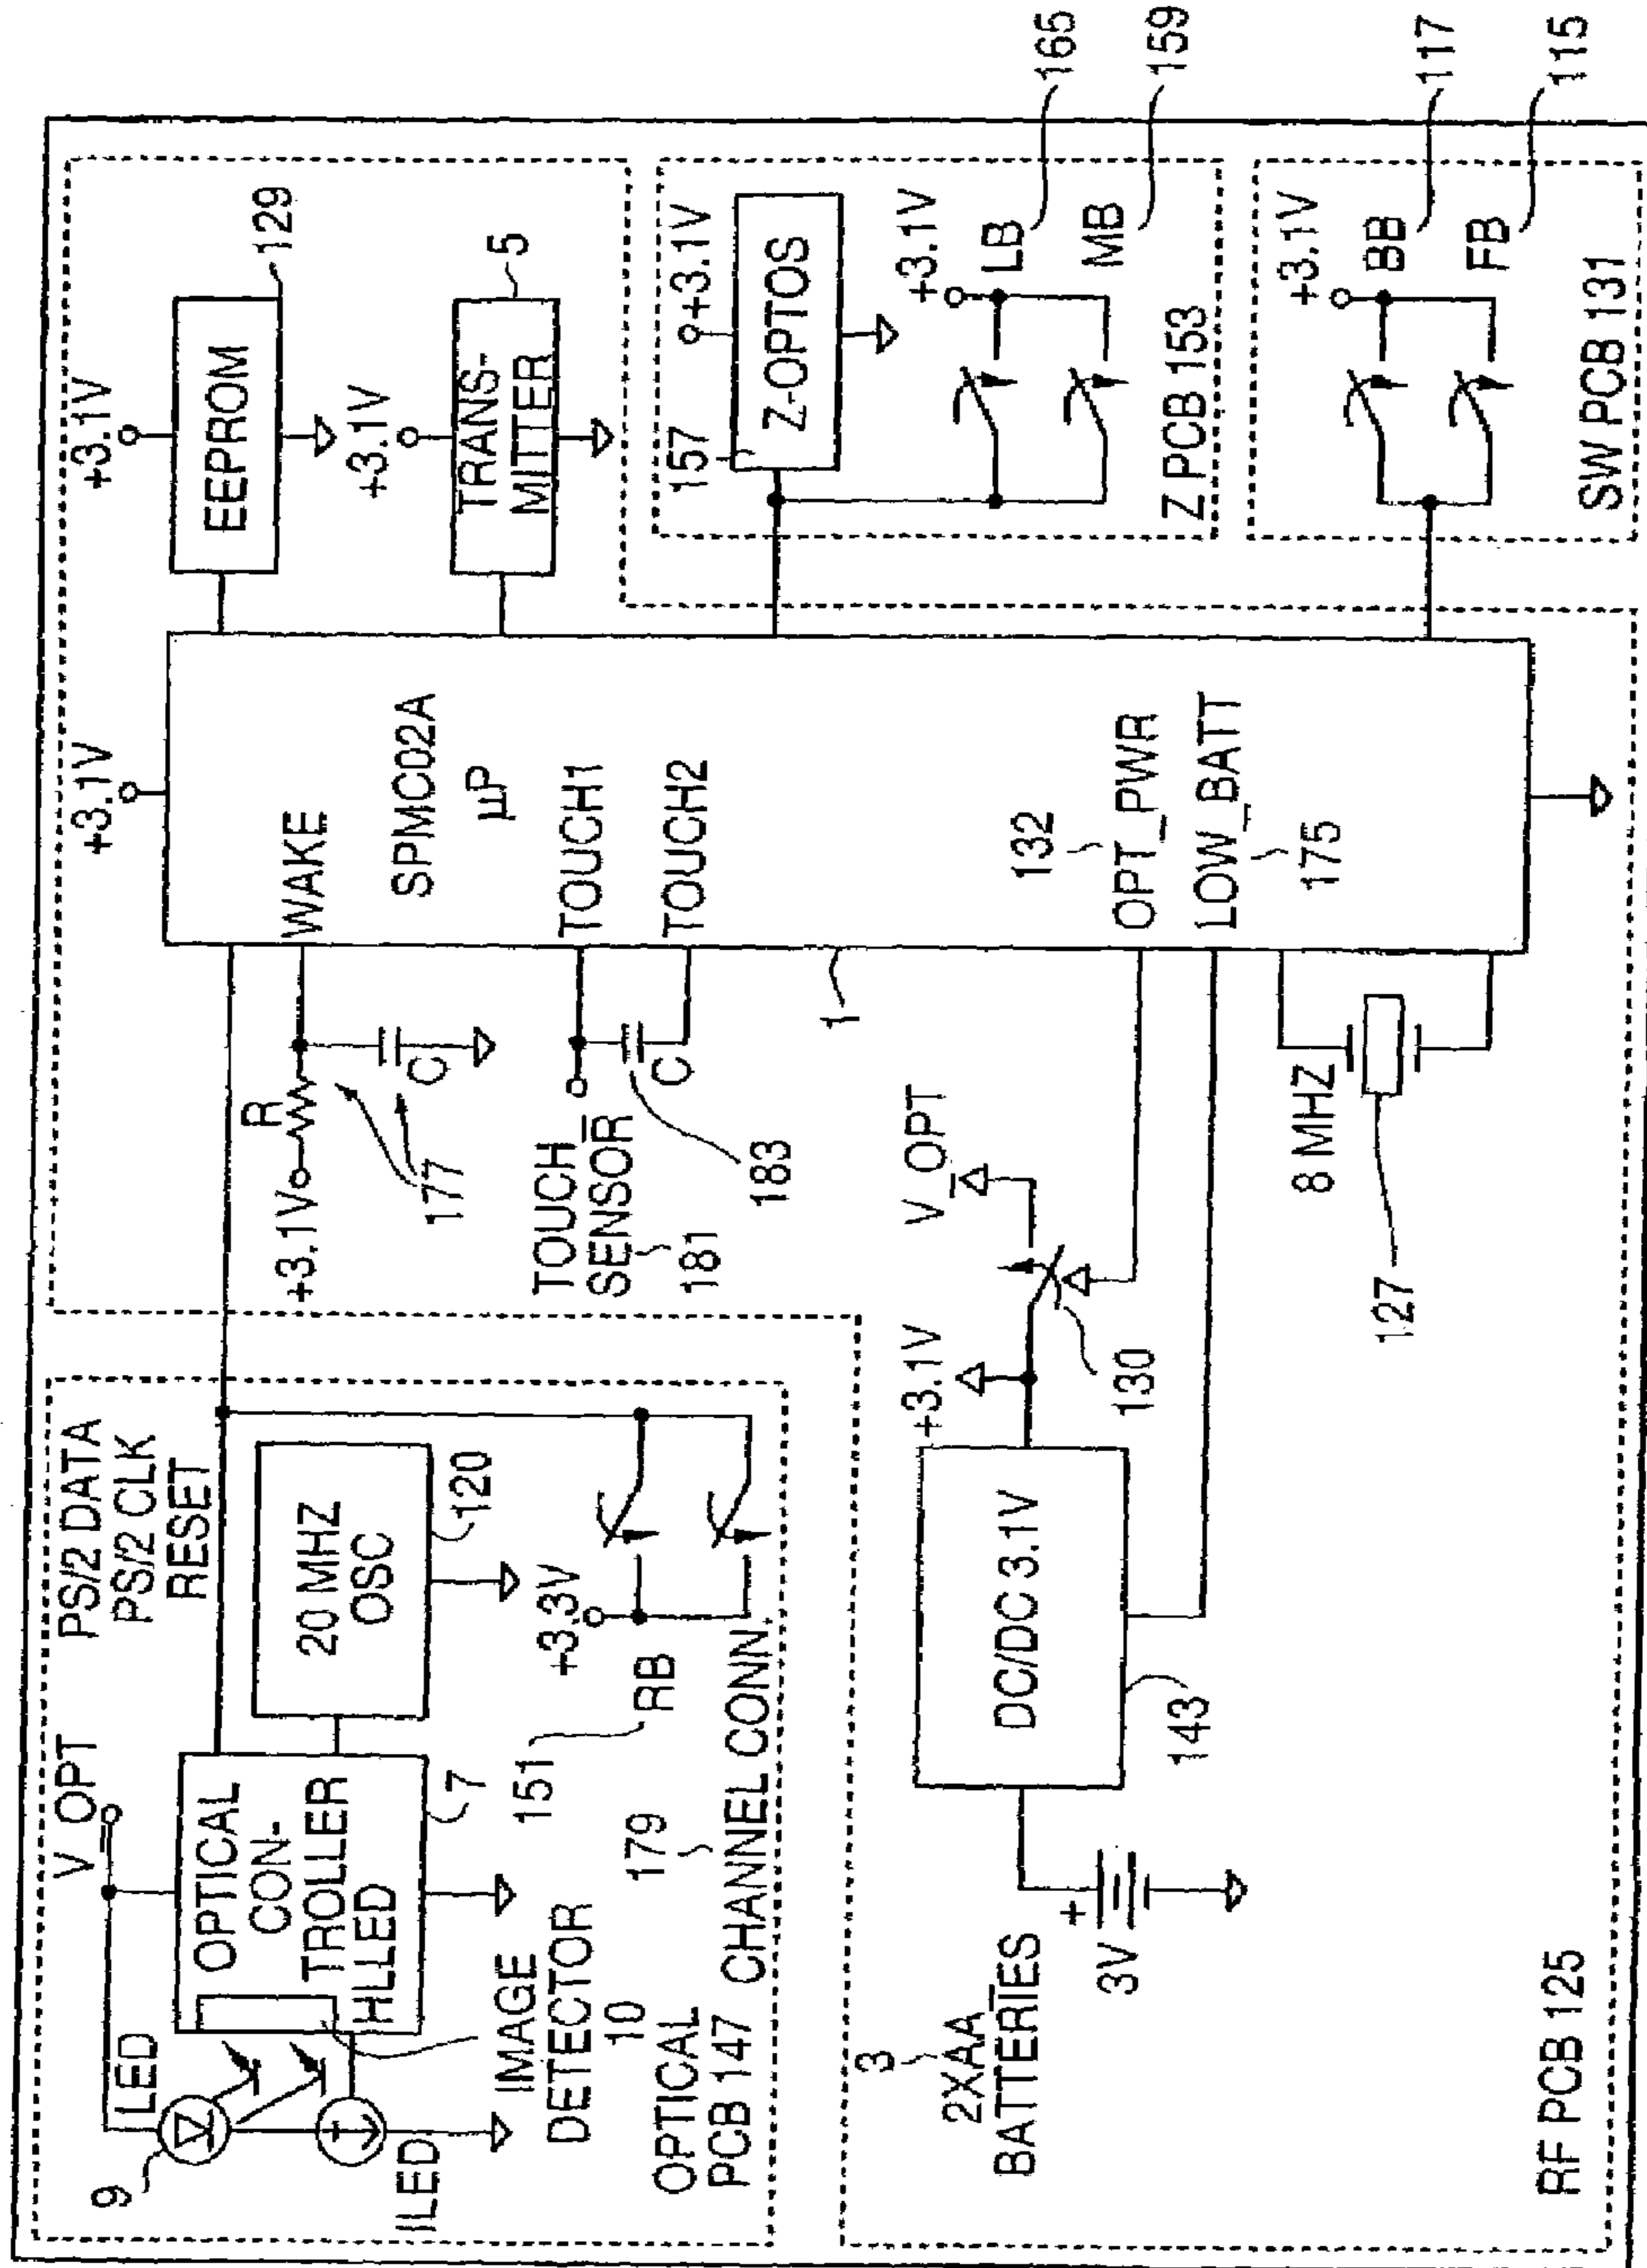 V_OPT
PS/2 DATA
PS/2 CLK
RESET
LED
9
OPTICAL
CON-
TROLLER
HLLED
7
20 MHZ
OSC
120
ILED
IMAGE
DETECTOR
10
OPTICAL
PCB 147
151
RB
+3.3V
179
CHANNEL CONN.
+3.1V
R
C
177
WAKE
SPMC02A
µP
TOUCH
SENSOR
181
C
183
TOUCH1
TOUCH2
1
+3.1V
132
OPT_PWR
LOW_BATT
175
3
2XAA
BATTERIES
+
3V
DC/DC 3.1V
143
+3.1V
V_OPT
130
8 MHZ
127
RF PCB 125
+3.1V
EEPROM
129
+3.1V
TRANS-
MITTER
5
157
+3.1V
Z-OPTOS
+3.1V
LB
165
MB
159
Z PCB 153
+3.1V
BB
117
FB
115
SW PCB 131